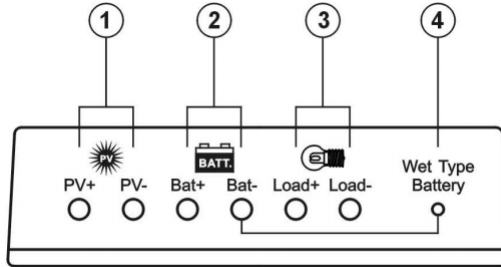 1 2 3 4
PV BATT. Wet Type
PV+ PV- Bat+ Bat- Load+ Load- Battery